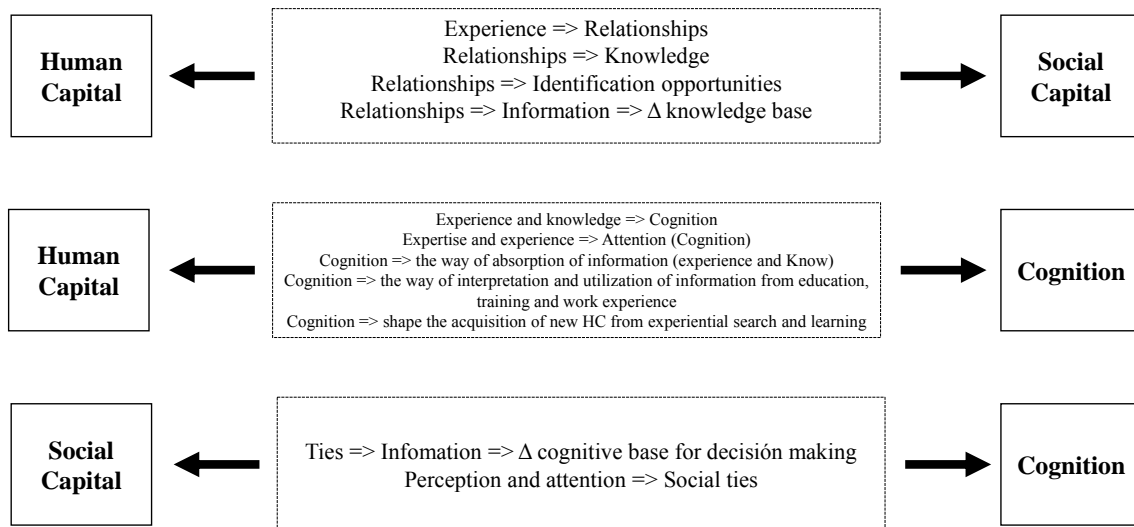 Human
Capital
Experience => Relationships
Relationships => Knowledge
Relationships => Identification opportunities
Relationships => Information => Δ knowledge base
Social
Capital
Human
Capital
Experience and knowledge => Cognition
Expertise and experience => Attention (Cognition)
Cognition => the way of absorption of information (experience and Know)
Cognition => the way of interpretation and utilization of information from education,
training and work experience
Cognition => shape the acquisition of new HC from experiential search and learning
Cognition
Social
Capital
Ties => Infomation => Δ cognitive base for decisión making
Perception and attention => Social ties
Cognition